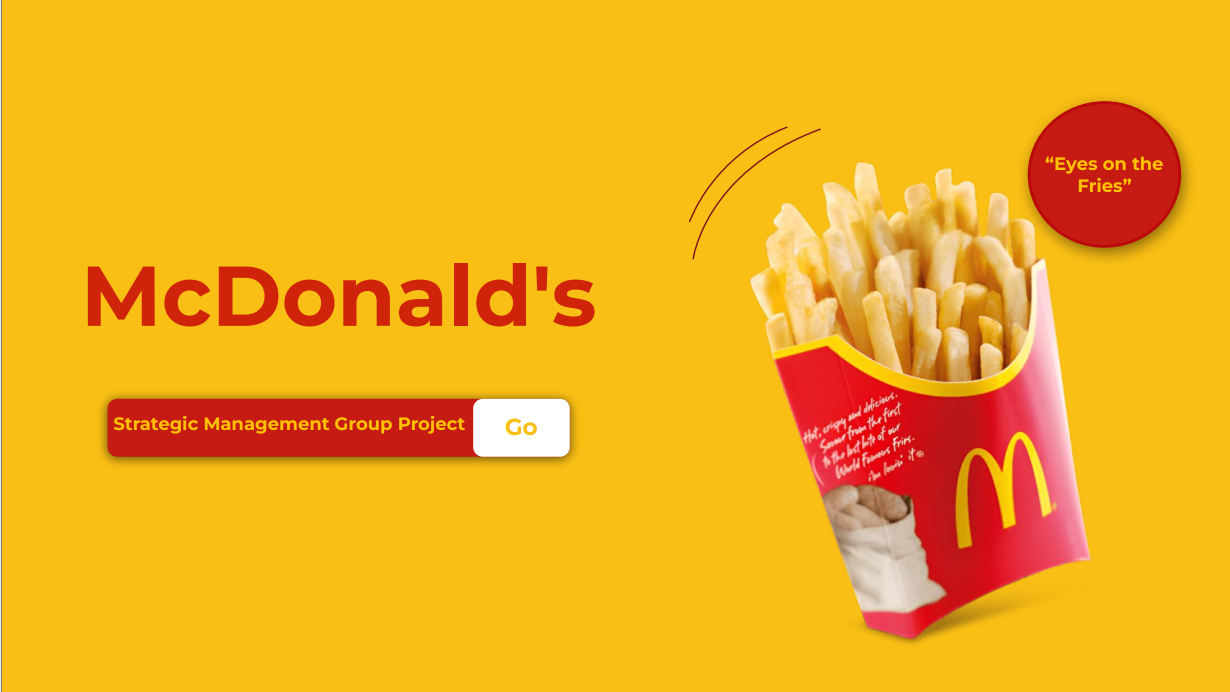 “Eyes on the
Fries”
McDonald's
Strategic Management Group Project
Go
Hot, crispy and delicious.
Savour from the first
to the last bite of our
World Famous Fries.
i'm lovin' it®
M